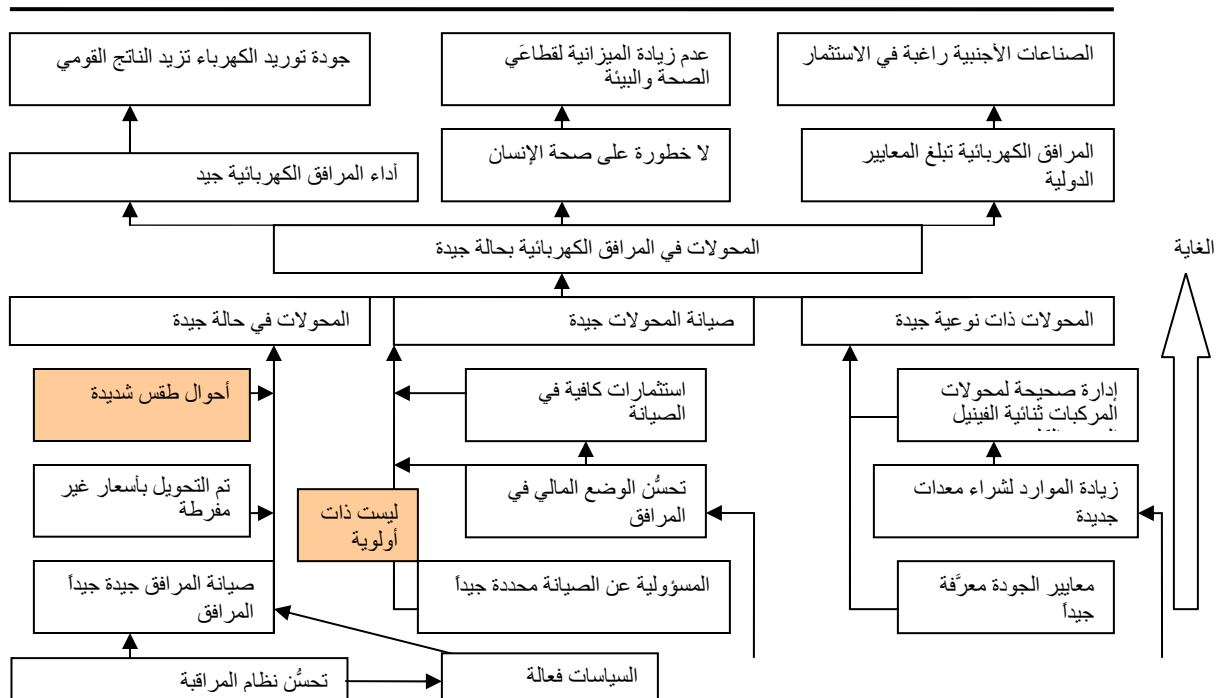 الصناعات الأجنبية راغبة في الاستثمار
عدم زيادة الميزانية لقطاعَي
الصحة والبيئة
جودة توريد الكهرباء تزيد الناتج القومي
المرافق الكهربائية تبلغ المعايير
الدولية
لا خطورة على صحة الإنسان
أداء المرافق الكهربائية جيد
المحولات في المرافق الكهربائية بحالة جيدة
الغاية
المحولات ذات نوعية جيدة
صيانة المحولات جيدة
المحولات في حالة جيدة
إدارة صحيحة لمحولات
المركبات ثنائية الفينيل
استثمارات كافية في
الصيانة
أحوال طقس شديدة
زيادة الموارد لشراء معدات
جديدة
تحسُّن الوضع المالي في
المرافق
ليست ذات
أولوية
تم التحويل بأسعار غير
مفرطة
معايير الجودة معرَّفة
جيداً
المسؤولية عن الصيانة محددة جيداً
صيانة المرافق جيدة جيداً
المرافق
السياسات فعالة
تحسُّن نظام المراقبة